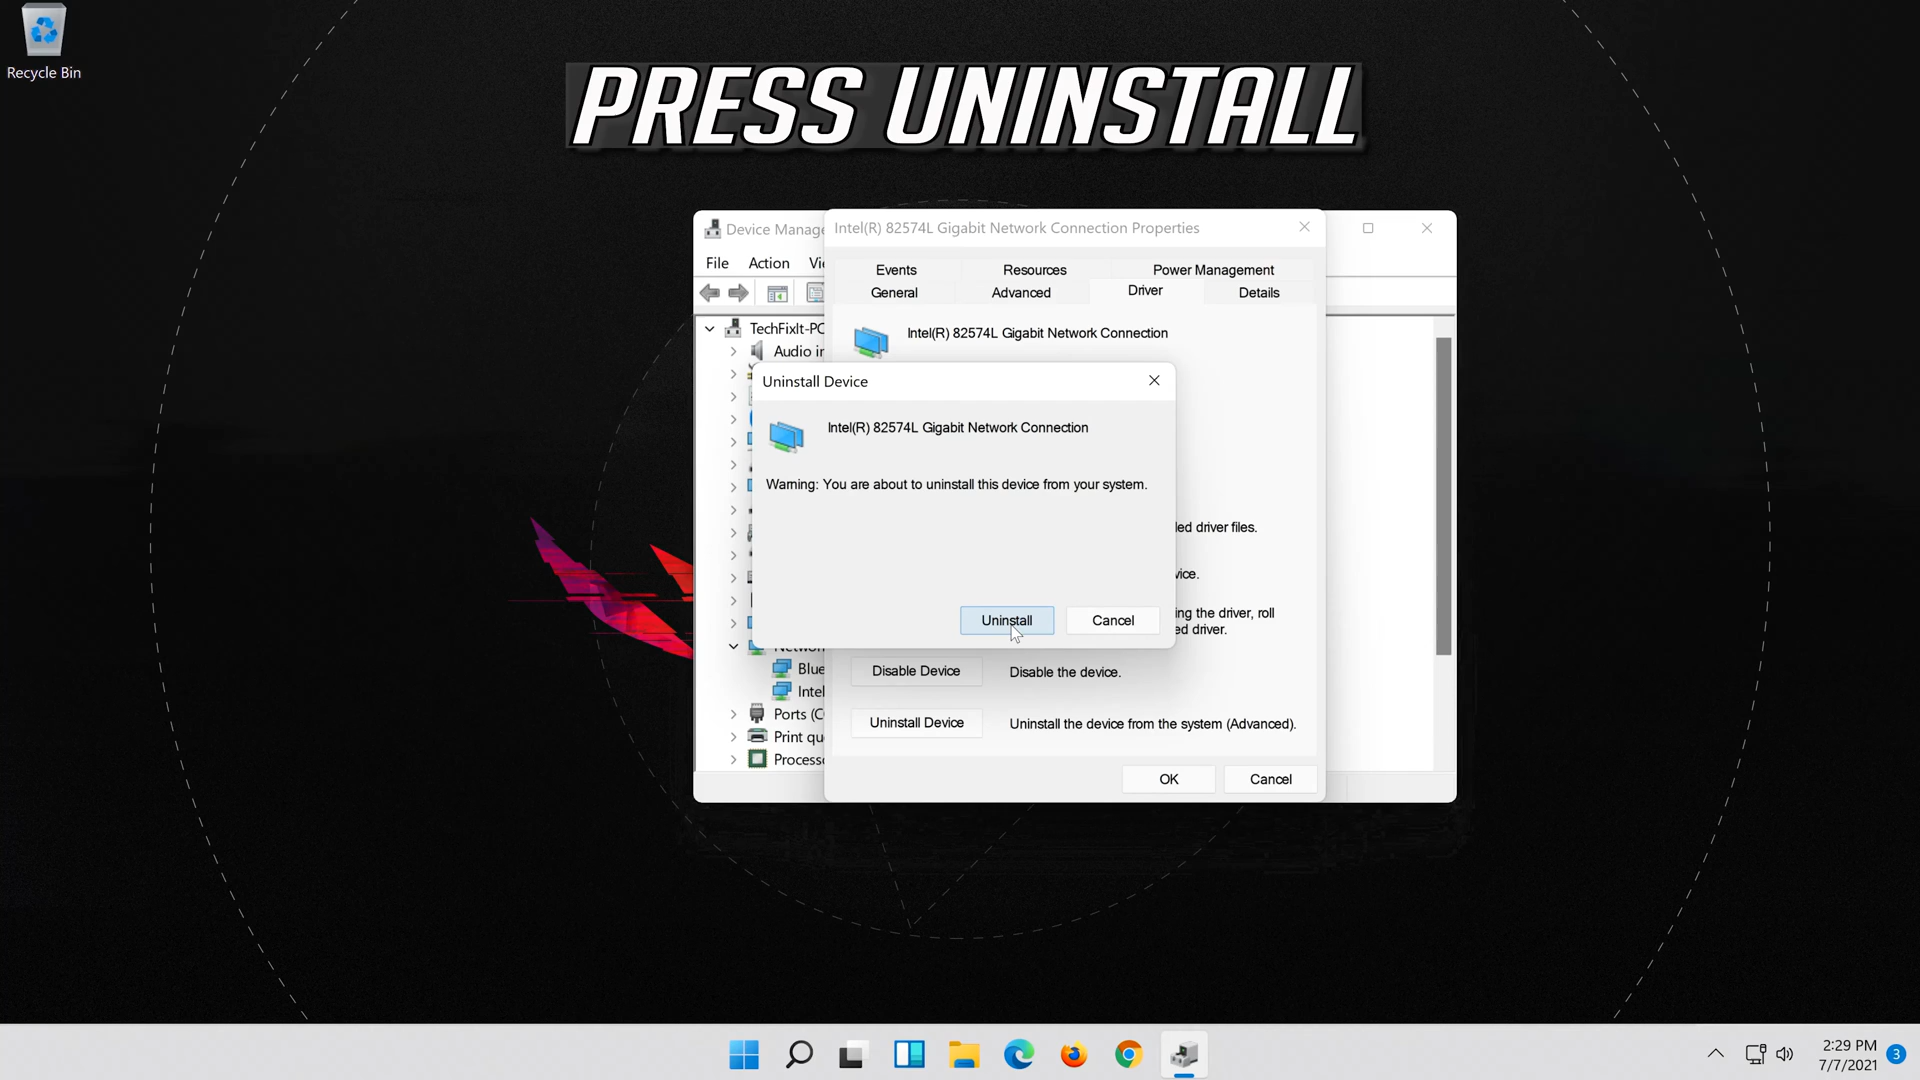 Recycle Bin
PRESS UNINSTALL
Device Manage
Intel(R) 82574L Gigabit Network Connection Properties
File Action
Events Resources Power Management
General Advanced Driver Details
TechFixIt-PC
Intel(R) 82574L Gigabit Network Connection
Audio in
Uninstall Device
Intel(R) 82574L Gigabit Network Connection
Warning: You are about to uninstall this device from your system.
led driver files.
vice.
ing the driver, roll
ed driver.
Uninstall Cancel
Network
Blue
Disable Device Disable the device.
Intel
Ports (C
Uninstall Device Uninstall the device from the system (Advanced).
Print qu
Processo
OK Cancel
2:29 PM
7/7/2021
3